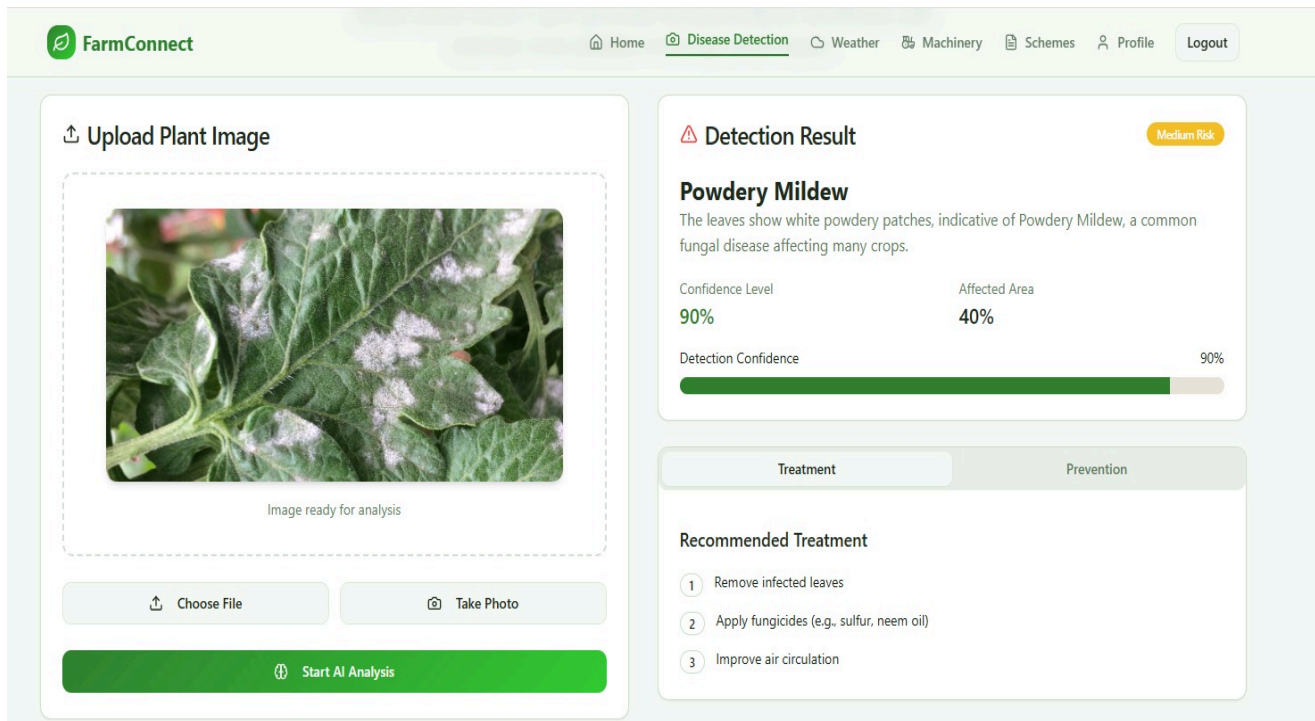 FarmConnect
Home Disease Detection Weather Machinery Schemes Profile Logout
Upload Plant Image
Image ready for analysis
Choose File Take Photo
Start AI Analysis
Detection Result Medium Risk
Powdery Mildew
The leaves show white powdery patches, indicative of Powdery Mildew, a common
fungal disease affecting many crops.
Confidence Level Affected Area
90% 40%
Detection Confidence 90%
Treatment Prevention
Recommended Treatment
1 Remove infected leaves
2 Apply fungicides (e.g., sulfur, neem oil)
3 Improve air circulation